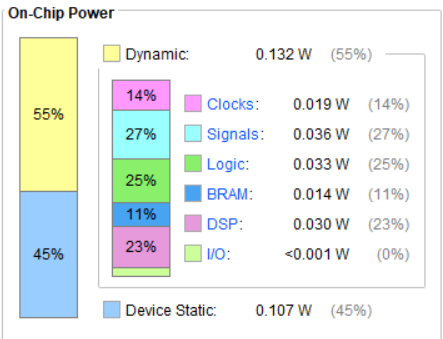 On-Chip Power
Dynamic: 0.132 W (55%)
55%
14%
Clocks: 0.019 W (14%)
27%
Signals: 0.036 W (27%)
25%
Logic: 0.033 W (25%)
11%
BRAM: 0.014 W (11%)
23%
DSP: 0.030 W (23%)
45%
I/O: <0.001 W (0%)
Device Static: 0.107 W (45%)